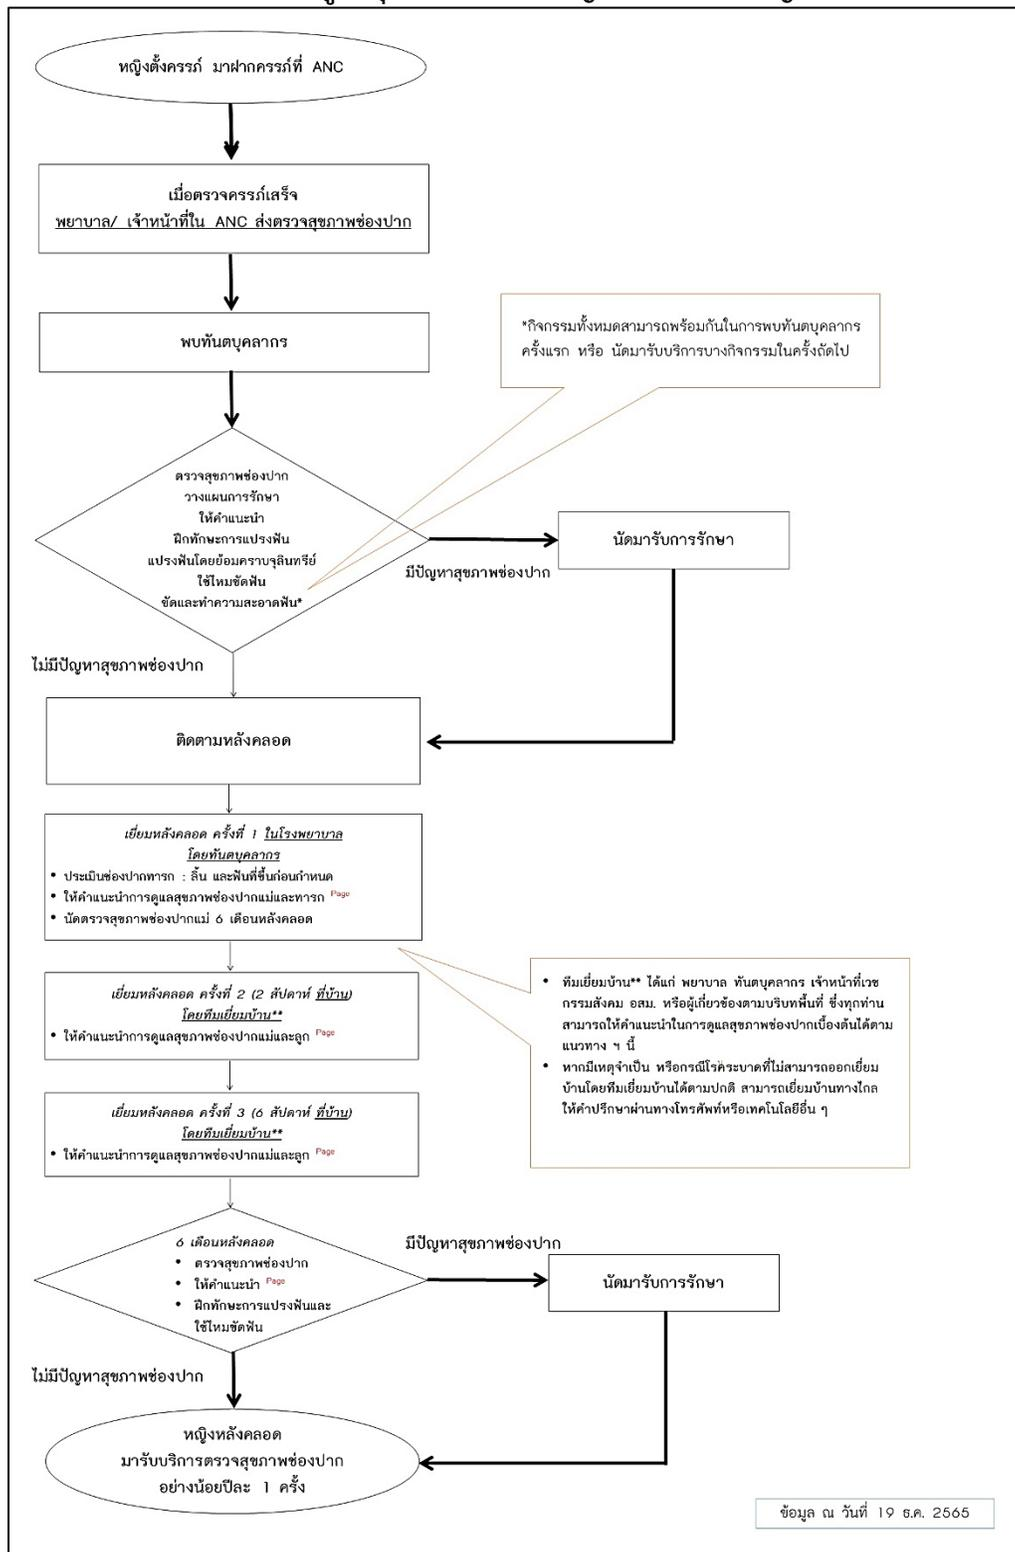 หญิงตั้งครรภ์ มาฝากครรภ์ที่ ANC
เมื่อตรวจครรภ์เสร็จ
พยาบาล/ เจ้าหน้าที่ใน ANC ส่งตรวจสุขภาพช่องปาก
พบทันตบุคลากร
*กิจกรรมทั้งหมดสามารถพร้อมกันในการพบทันตบุคลากร
ครั้งแรก หรือ นัดมารับบริการบางกิจกรรมในครั้งถัดไป
ตรวจสุขภาพช่องปาก
วางแผนการรักษา
ให้คำแนะนำ
ฝึกทักษะการแปรงฟัน
แปรงฟันโดยย้อมคราบจุลินทรีย์
ใช้ไหมขัดฟัน
ขัดและทำความสะอาดฟัน*
นัดมารับการรักษา
มีปัญหาสุขภาพช่องปาก
ไม่มีปัญหาสุขภาพช่องปาก
ติดตามหลังคลอด
เยี่ยมหลังคลอด ครั้งที่ 1 ในโรงพยาบาล
โดยทันตบุคลากร
• ประเมินช่องปากทารก : ลิ้น และฟันที่ขึ้นก่อนกำหนด
• ให้คำแนะนำการดูแลสุขภาพช่องปากแม่และทารก Page
• นัดตรวจสุขภาพช่องปากแม่ 6 เดือนหลังคลอด
เยี่ยมหลังคลอด ครั้งที่ 2 (2 สัปดาห์ ที่บ้าน)
โดยทีมเยี่ยมบ้าน**
• ให้คำแนะนำการดูแลสุขภาพช่องปากแม่และลูก Page
• ทีมเยี่ยมบ้าน** ได้แก่ พยาบาล ทันตบุคลากร เจ้าหน้าที่เวช
กรรมสังคม อสม. หรือผู้เกี่ยวข้องตามบริบทพื้นที่ ซึ่งทุกท่าน
สามารถให้คำแนะนำในการดูแลสุขภาพช่องปากเบื้องต้นได้ตาม
แนวทาง ฯ นี้
• หากมีเหตุจำเป็น หรือกรณีโรคระบาดที่ไม่สามารถออกเยี่ยม
บ้านโดยทีมเยี่ยมบ้านได้ตามปกติ สามารถเยี่ยมบ้านทางไกล
ให้คำปรึกษาผ่านทางโทรศัพท์หรือเทคโนโลยีอื่น ๆ
เยี่ยมหลังคลอด ครั้งที่ 3 (6 สัปดาห์ ที่บ้าน)
โดยทีมเยี่ยมบ้าน**
• ให้คำแนะนำการดูแลสุขภาพช่องปากแม่และลูก Page
6 เดือนหลังคลอด
• ตรวจสุขภาพช่องปาก
• ให้คำแนะนำ Page
• ฝึกทักษะการแปรงฟันและ
ใช้ไหมขัดฟัน
มีปัญหาสุขภาพช่องปาก
นัดมารับการรักษา
ไม่มีปัญหาสุขภาพช่องปาก
หญิงหลังคลอด
มารับบริการตรวจสุขภาพช่องปาก
อย่างน้อยปีละ 1 ครั้ง
ข้อมูล ณ วันที่ 19 ธ.ค. 2565